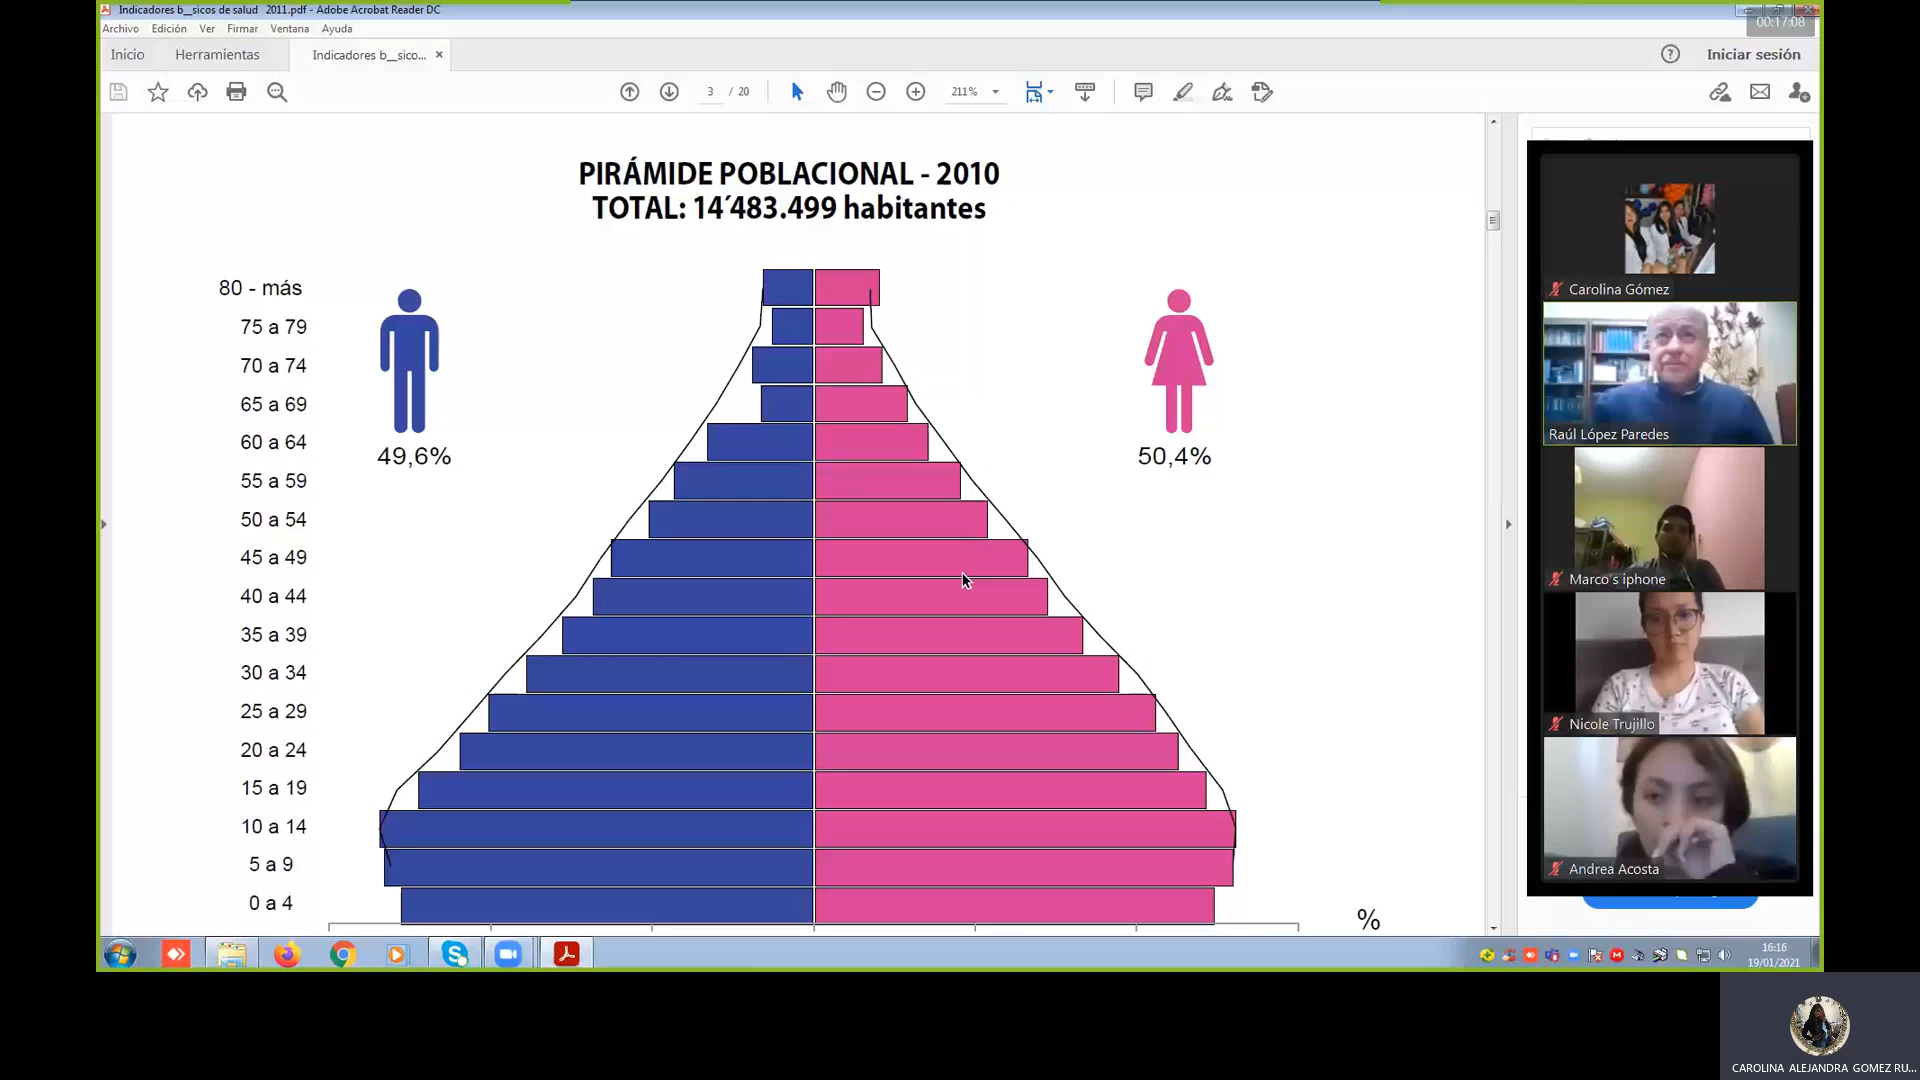 Indicadores b__sicos de salud 2011.pdf - Adobe Acrobat Reader DC
00:17:08
Archivo Edición Ver Firmar Ventana Ayuda
Inicio Herramientas Indicadores b__sico... ×
Iniciar sesión
3 / 20
211%
PIRÁMIDE POBLACIONAL - 2010
TOTAL: 14´483.499 habitantes
80 - más
75 a 79
70 a 74
65 a 69
60 a 64
55 a 59
50 a 54
45 a 49
40 a 44
35 a 39
30 a 34
25 a 29
20 a 24
15 a 19
10 a 14
5 a 9
0 a 4
49,6%
50,4%
%
Carolina Gómez
Raúl López Paredes
Marco's iphone
Nicole Trujillo
Andrea Acosta
16:16
19/01/2021
CAROLINA ALEJANDRA GOMEZ RU...